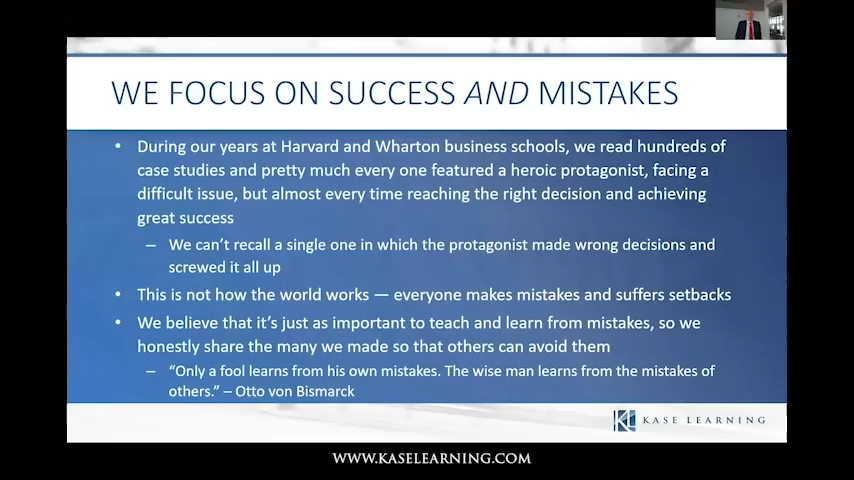 WE FOCUS ON SUCCESS AND MISTAKES
• During our years at Harvard and Wharton business schools, we read hundreds of
case studies and pretty much every one featured a heroic protagonist, facing a
difficult issue, but almost every time reaching the right decision and achieving
great success
– We can't recall a single one in which the protagonist made wrong decisions and
screwed it all up
• This is not how the world works — everyone makes mistakes and suffers setbacks
• We believe that it's just as important to teach and learn from mistakes, so we
honestly share the many we made so that others can avoid them
– “Only a fool learns from his own mistakes. The wise man learns from the mistakes of
others.” – Otto von Bismarck
KL KASE LEARNING
WWW.KASELEARNING.COM